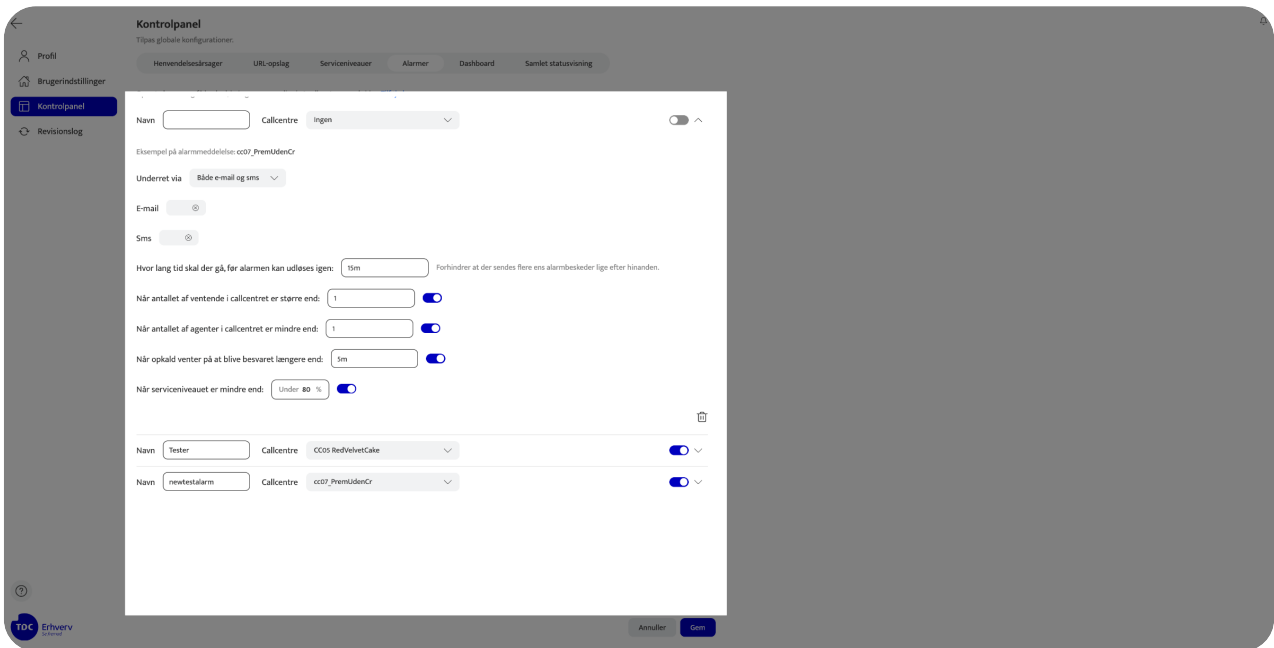 Kontrolpanel
Tilpas globale konfigurationer.
Profil
Brugerindstillinger
Kontrolpanel
Revisionslog
Henvendelsesårsager URL-opslag Serviceniveauer Alarmer Dashboard Samlet statusvisning
Navn Callcentre Ingen
Eksempel på alarmmeddelelse: cc07_PremUdenCr
Underret via Både e-mail og sms
E-mail
Sms
Hvor lang tid skal der gå, før alarmen kan udløses igen: 15m Forhindrer at der sendes flere ens alarmbeskeder lige efter hinanden.
Når antallet af ventende i callcentret er større end: 1
Når antallet af agenter i callcentret er mindre end: 1
Når opkald venter på at blive besvaret længere end: 5m
Når serviceniveauet er mindre end: Under 80 %
Navn Tester Callcentre CC05 RedVelvetCake
Navn newtestalarm Callcentre cc07_PremUdenCr
TDC Erhverv
Annuller Gem